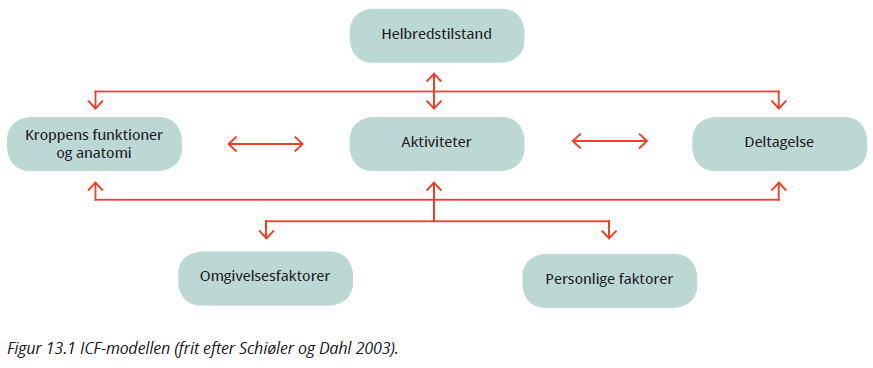 Helbredstilstand
Kroppens funktioner
og anatomi
Aktiviteter
Deltagelse
Omgivelsesfaktorer
Personlige faktorer
Figur 13.1 ICF-modellen (frit efter Schiøler og Dahl 2003).